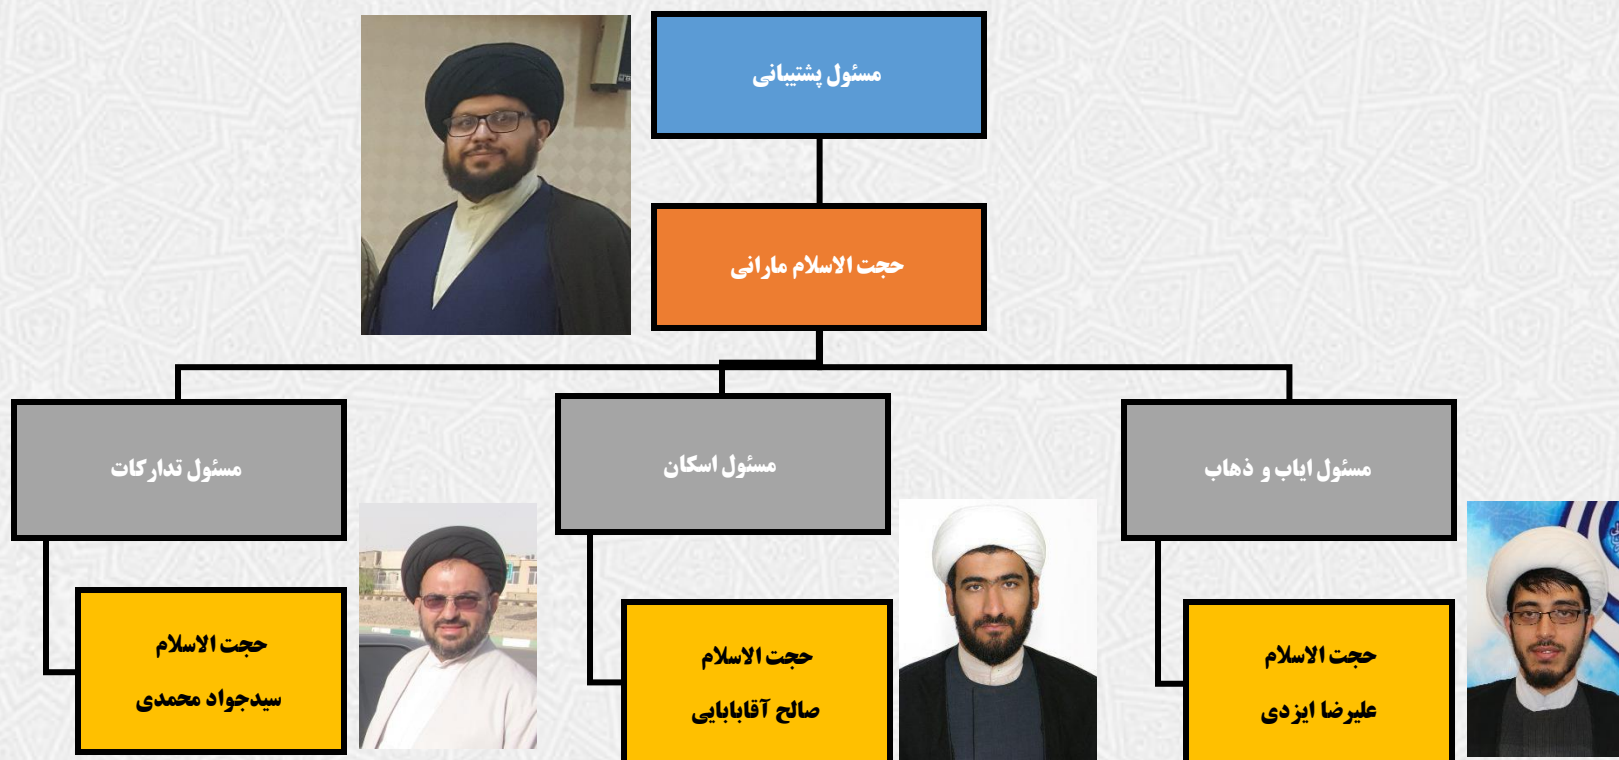 مسئول پشتیبانی
حجت الاسلام مارانی
مسئول ایاب و ذهاب
مسئول اسکان
مسئول تدارکات
حجت الاسلام
علیرضا ایزدی
حجت الاسلام
صالح آقابابایی
حجت الاسلام
سیدجواد محمدی